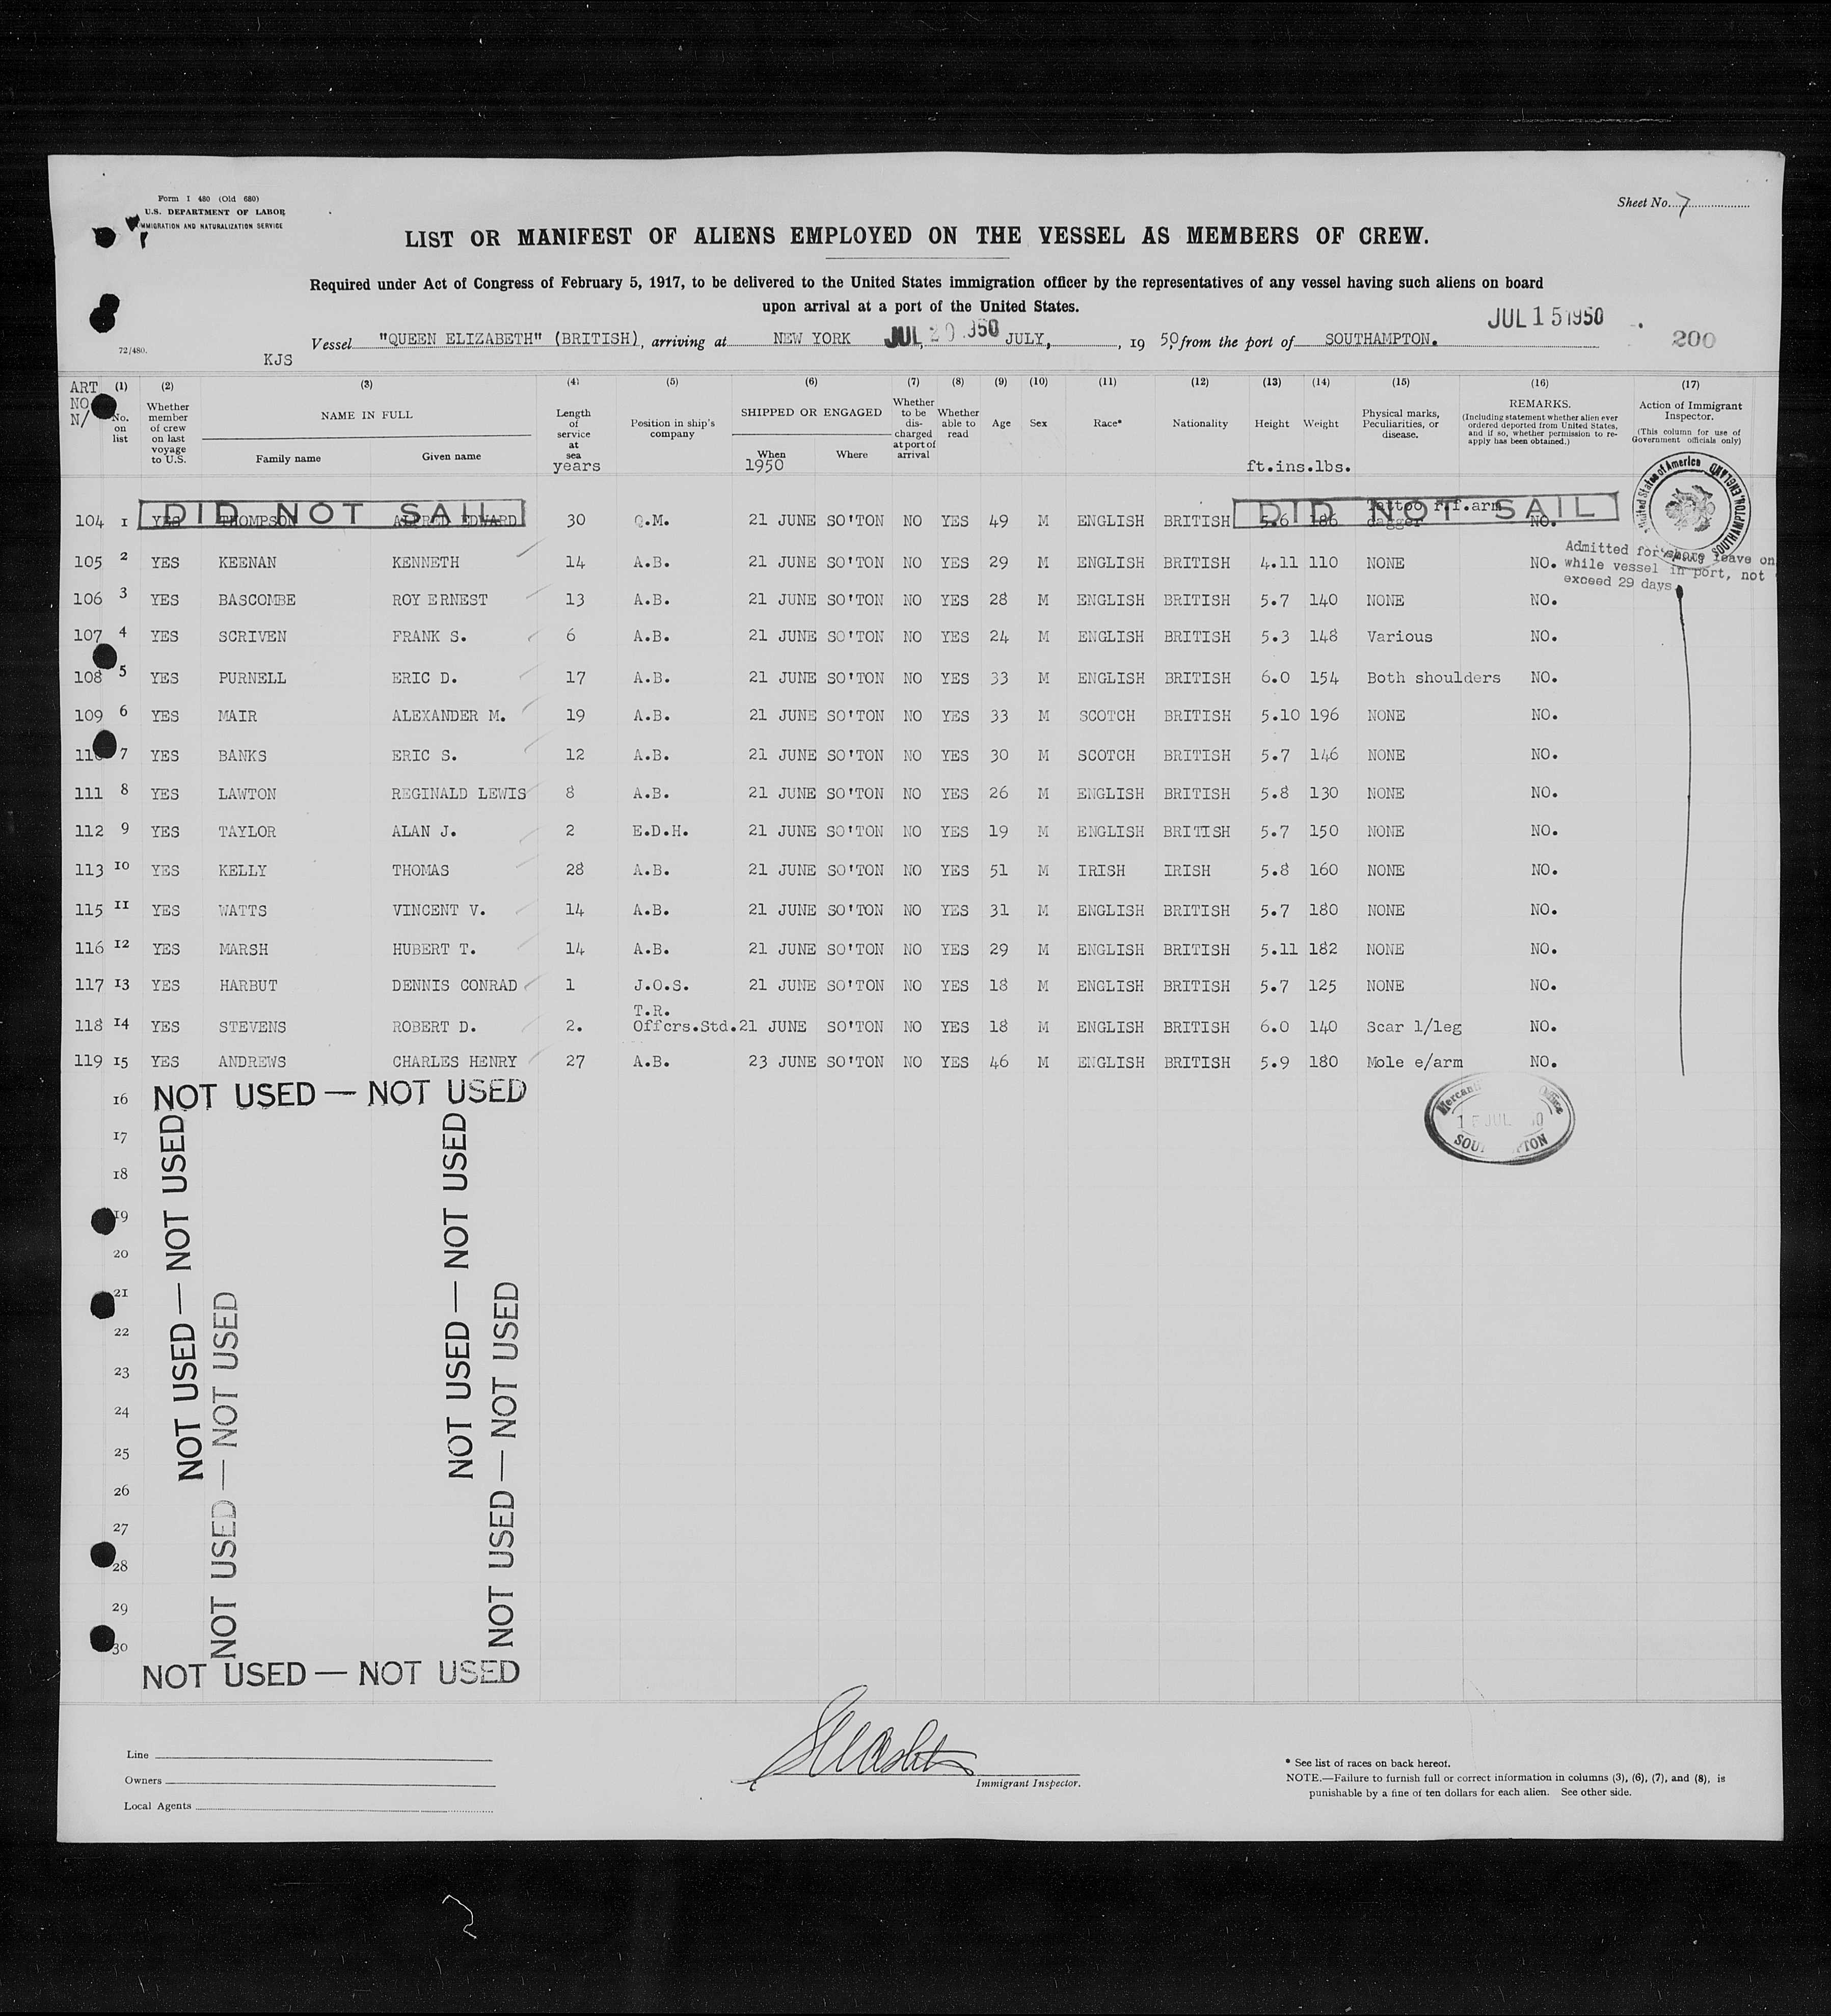 Form I 480 (Old 680)
U.S. DEPARTMENT OF LABOR
IMMIGRATION AND NATURALIZATION SERVICE
Sheet No. 7
LIST OR MANIFEST OF ALIENS EMPLOYED ON THE VESSEL AS MEMBERS OF CREW.
Required under Act of Congress of February 5, 1917, to be delivered to the United States immigration officer by the representatives of any vessel having such aliens on board
upon arrival at a port of the United States.
JUL 15 1950
72/480.
KJS
Vessel "QUEEN ELIZABETH" (BRITISH), arriving at NEW YORK JUL 20 1950 JULY, , 19 50 from the port of SOUTHAMPTON.
200
ART NO N/
(1) (2) (3) (4) (5) (6) (7) (8) (9) (10) (11) (12) (13) (14) (15) (16) (17)
No. on list
Whether member of crew on last voyage to U.S.
NAME IN FULL
Family name Given name
Length of service at sea
years
Position in ship's company
SHIPPED OR ENGAGED
When Where
1950
Whether to be discharged at port of arrival
Whether able to read
Age
Sex
Race*
Nationality
Height Weight
ft.ins.lbs.
Physical marks, Peculiarities, or disease.
REMARKS.
(Including statement whether alien ever ordered deported from United States, and if so, whether permission to reapply has been obtained.)
Action of Immigrant Inspector.
(This column for use of Government officials only)
United States of America
SOUTHAMPTON, ENGLAND
DID NOT SAIL DID NOT SAIL
104 1 YES THOMPSON ALFRED EDWARD 30 Q.M. 21 JUNE SO'TON NO YES 49 M ENGLISH BRITISH 5.6 186 Tattoo r.f.arm dagger NO.
Admitted for shore leave on
while vessel in port, not
exceed 29 days
105 2 YES KEENAN KENNETH 14 A.B. 21 JUNE SO'TON NO YES 29 M ENGLISH BRITISH 4.11 110 NONE NO.
106 3 YES BASCOMBE ROY ERNEST 13 A.B. 21 JUNE SO'TON NO YES 28 M ENGLISH BRITISH 5.7 140 NONE NO.
107 4 YES SCRIVEN FRANK S. 6 A.B. 21 JUNE SO'TON NO YES 24 M ENGLISH BRITISH 5.3 148 Various NO.
108 5 YES PURNELL ERIC D. 17 A.B. 21 JUNE SO'TON NO YES 33 M ENGLISH BRITISH 6.0 154 Both shoulders NO.
109 6 YES MAIR ALEXANDER M. 19 A.B. 21 JUNE SO'TON NO YES 33 M SCOTCH BRITISH 5.10 196 NONE NO.
110 7 YES BANKS ERIC S. 12 A.B. 21 JUNE SO'TON NO YES 30 M SCOTCH BRITISH 5.7 146 NONE NO.
111 8 YES LAWTON REGINALD LEWIS 8 A.B. 21 JUNE SO'TON NO YES 26 M ENGLISH BRITISH 5.8 130 NONE NO.
112 9 YES TAYLOR ALAN J. 2 E.D.H. 21 JUNE SO'TON NO YES 19 M ENGLISH BRITISH 5.7 150 NONE NO.
113 10 YES KELLY THOMAS 28 A.B. 21 JUNE SO'TON NO YES 51 M IRISH IRISH 5.8 160 NONE NO.
115 11 YES WATTS VINCENT V. 14 A.B. 21 JUNE SO'TON NO YES 31 M ENGLISH BRITISH 5.7 180 NONE NO.
116 12 YES MARSH HUBERT T. 14 A.B. 21 JUNE SO'TON NO YES 29 M ENGLISH BRITISH 5.11 182 NONE NO.
117 13 YES HARBUT DENNIS CONRAD 1 J.O.S. 21 JUNE SO'TON NO YES 18 M ENGLISH BRITISH 5.7 125 NONE NO.
118 14 YES STEVENS ROBERT D. 2. T.R. Offcrs.Std. 21 JUNE SO'TON NO YES 18 M ENGLISH BRITISH 6.0 140 Scar l/leg NO.
119 15 YES ANDREWS CHARLES HENRY 27 A.B. 23 JUNE SO'TON NO YES 46 M ENGLISH BRITISH 5.9 180 Mole e/arm NO.
16 NOT USED — NOT USED
17
18
19
20
21
22
23
24
25
26
27
28
29
30
NOT USED — NOT USED
NOT USED — NOT USED
NOT USED — NOT USED
NOT USED — NOT USED
NOT USED — NOT USED
Line
Owners
Local Agents
Immigrant Inspector.
* See list of races on back hereof.
NOTE.—Failure to furnish full or correct information in columns (3), (6), (7), and (8), is
punishable by a fine of ten dollars for each alien. See other side.